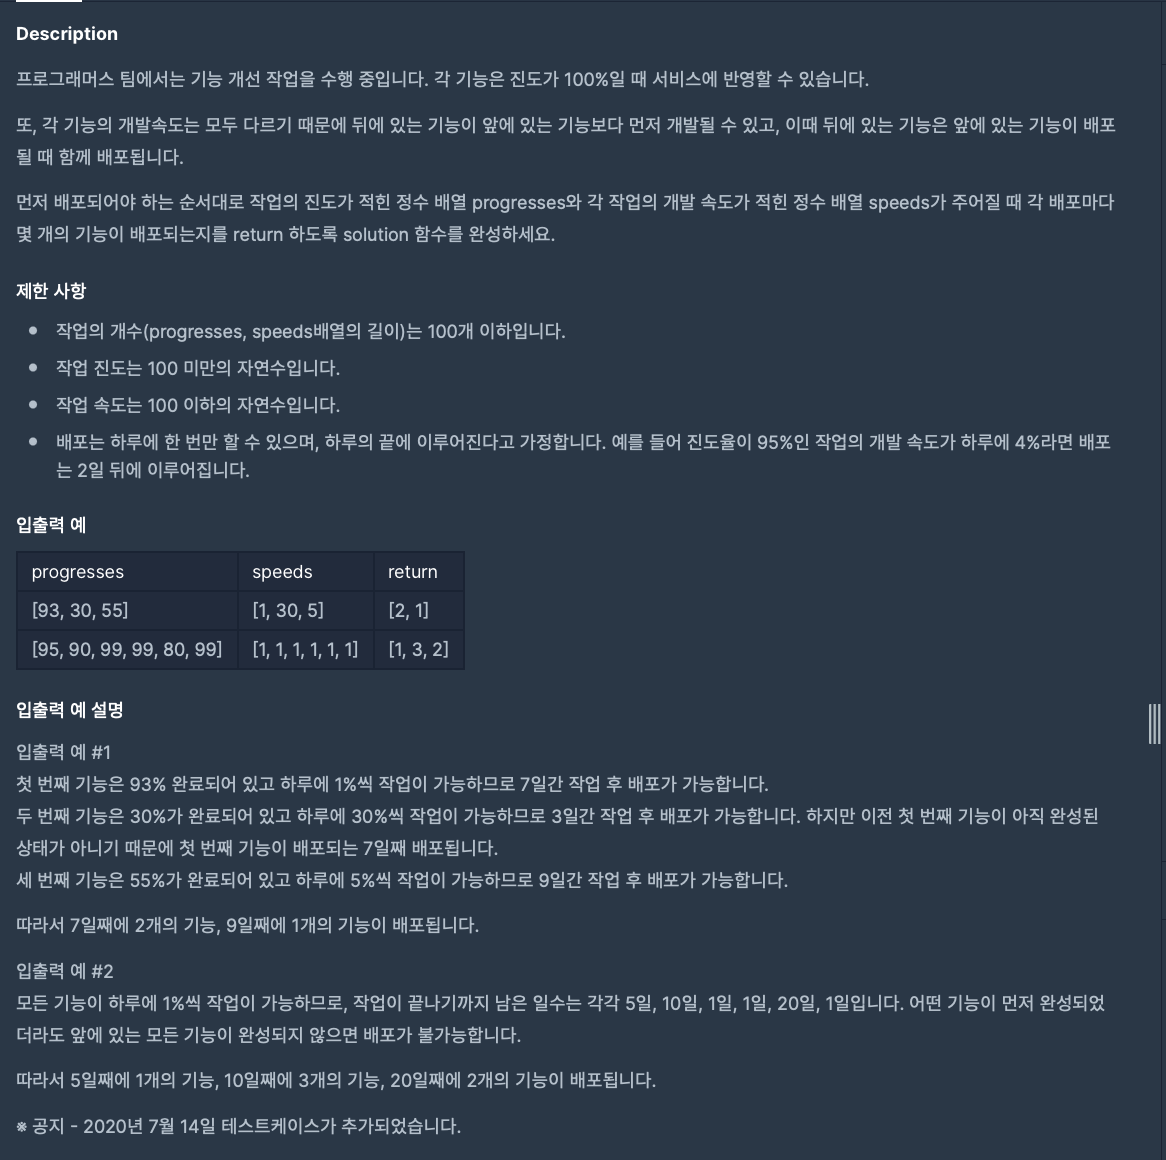 Description
프로그래머스 팀에서는 기능 개선 작업을 수행 중입니다. 각 기능은 진도가 100%일 때 서비스에 반영할 수 있습니다.
또, 각 기능의 개발속도는 모두 다르기 때문에 뒤에 있는 기능이 앞에 있는 기능보다 먼저 개발될 수 있고, 이때 뒤에 있는 기능은 앞에 있는 기능이 배포
될 때 함께 배포됩니다.
먼저 배포되어야 하는 순서대로 작업의 진도가 적힌 정수 배열 progresses와 각 작업의 개발 속도가 적힌 정수 배열 speeds가 주어질 때 각 배포마다
몇 개의 기능이 배포되는지를 return 하도록 solution 함수를 완성하세요.
제한 사항
작업의 개수(progresses, speeds배열의 길이)는 100개 이하입니다.
작업 진도는 100 미만의 자연수입니다.
작업 속도는 100 이하의 자연수입니다.
배포는 하루에 한 번만 할 수 있으며, 하루의 끝에 이루어진다고 가정합니다. 예를 들어 진도율이 95%인 작업의 개발 속도가 하루에 4%라면 배포
는 2일 뒤에 이루어집니다.
입출력 예
progresses speeds return
[93, 30, 55] [1, 30, 5] [2, 1]
[95, 90, 99, 99, 80, 99] [1, 1, 1, 1, 1, 1] [1, 3, 2]
입출력 예 설명
입출력 예 #1
첫 번째 기능은 93% 완료되어 있고 하루에 1%씩 작업이 가능하므로 7일간 작업 후 배포가 가능합니다.
두 번째 기능은 30%가 완료되어 있고 하루에 30%씩 작업이 가능하므로 3일간 작업 후 배포가 가능합니다. 하지만 이전 첫 번째 기능이 아직 완성된
상태가 아니기 때문에 첫 번째 기능이 배포되는 7일째 배포됩니다.
세 번째 기능은 55%가 완료되어 있고 하루에 5%씩 작업이 가능하므로 9일간 작업 후 배포가 가능합니다.
따라서 7일째에 2개의 기능, 9일째에 1개의 기능이 배포됩니다.
입출력 예 #2
모든 기능이 하루에 1%씩 작업이 가능하므로, 작업이 끝나기까지 남은 일수는 각각 5일, 10일, 1일, 1일, 20일, 1일입니다. 어떤 기능이 먼저 완성되었
더라도 앞에 있는 모든 기능이 완성되지 않으면 배포가 불가능합니다.
따라서 5일째에 1개의 기능, 10일째에 3개의 기능, 20일째에 2개의 기능이 배포됩니다.
※ 공지 - 2020년 7월 14일 테스트케이스가 추가되었습니다.